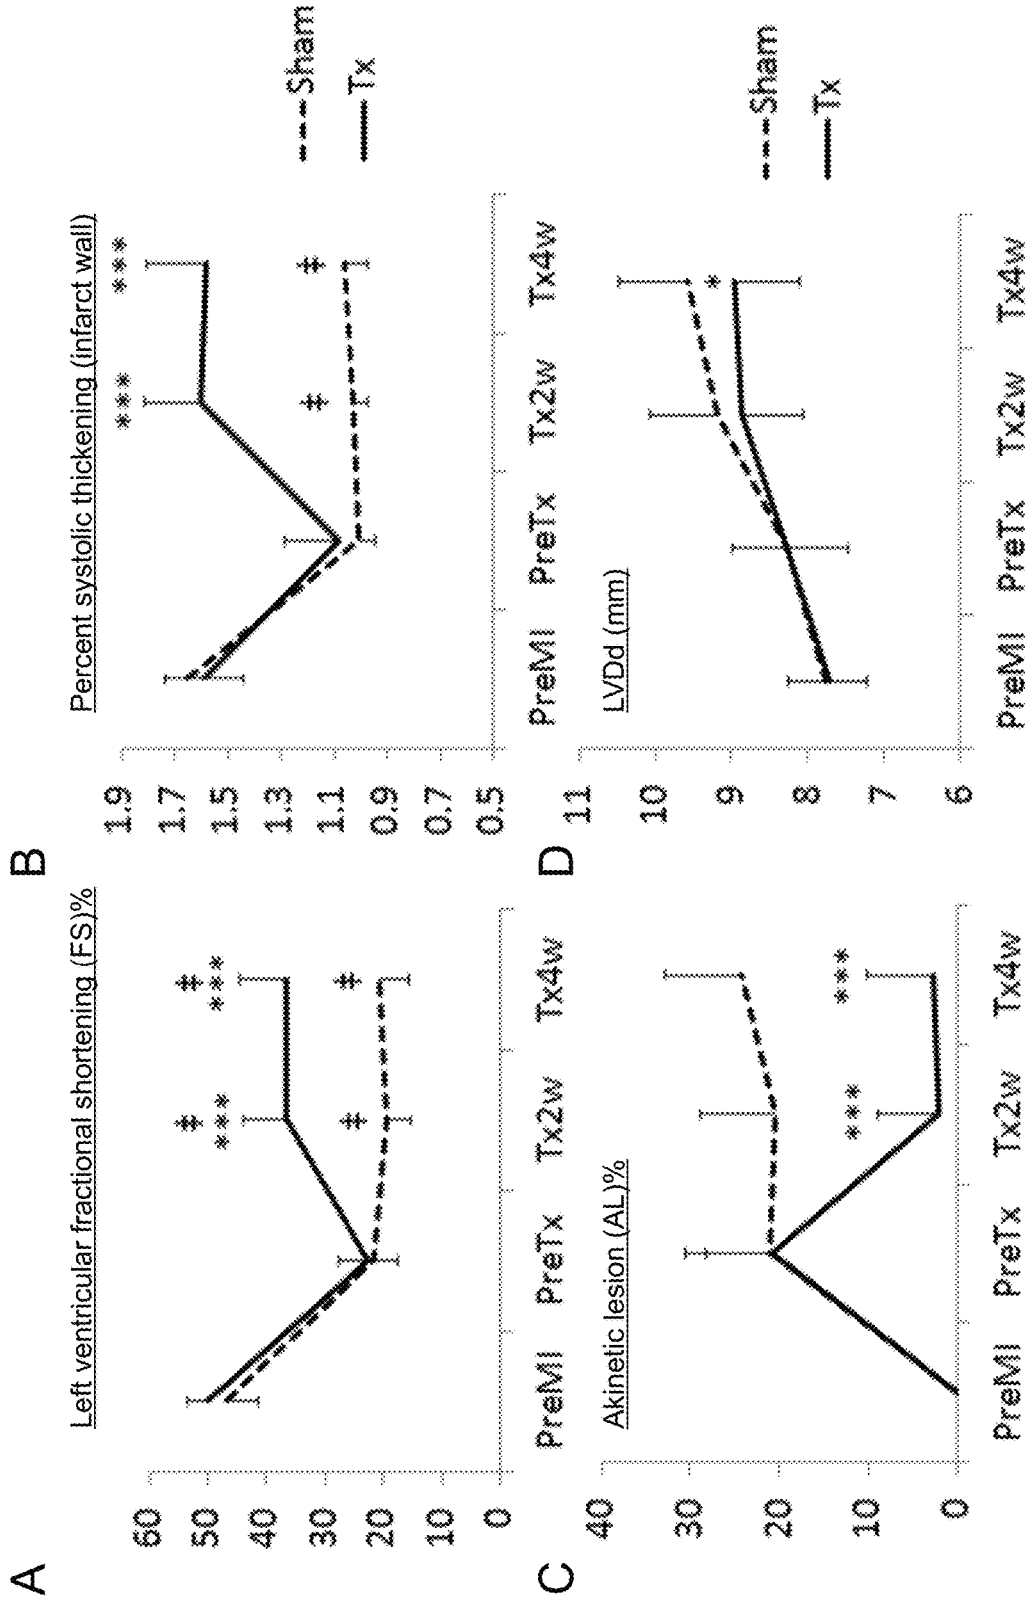 A
Left ventricular fractional shortening (FS)%
60
50
40
30
20
10
0
‡
***
‡
***
‡
‡
PreMI PreTx Tx2w Tx4w
B
Percent systolic thickening (infarct wall)
1.9
1.7
1.5
1.3
1.1
0.9
0.7
0.5
***
***
‡
‡
PreMI PreTx Tx2w Tx4w
Sham
Tx
C
Akinetic lesion (AL)%
40
30
20
10
0
***
***
PreMI PreTx Tx2w Tx4w
D
LVDd (mm)
11
10
9
8
7
6
*
PreMI PreTx Tx2w Tx4w
Sham
Tx